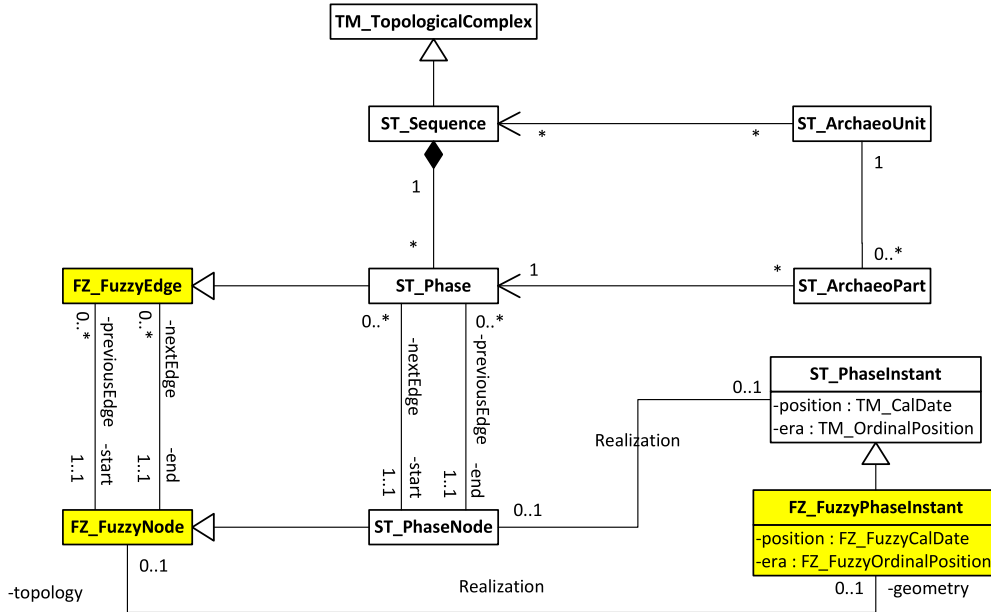 TM_TopologicalComplex
ST_Sequence
ST_ArchaeoUnit
*
*
1
1
*
0..*
FZ_FuzzyEdge
ST_Phase
1
*
ST_ArchaeoPart
0..*
-previousEdge
0..*
-nextEdge
0..*
-nextEdge
0..*
-previousEdge
-start
1..1
-end
1..1
-start
1..1
-end
1..1
ST_PhaseInstant
-position : TM_CalDate
-era : TM_OrdinalPosition
0..1
Realization
FZ_FuzzyNode
ST_PhaseNode
0..1
FZ_FuzzyPhaseInstant
-position : FZ_FuzzyCalDate
-era : FZ_FuzzyOrdinalPosition
0..1
-topology
Realization
0..1
-geometry